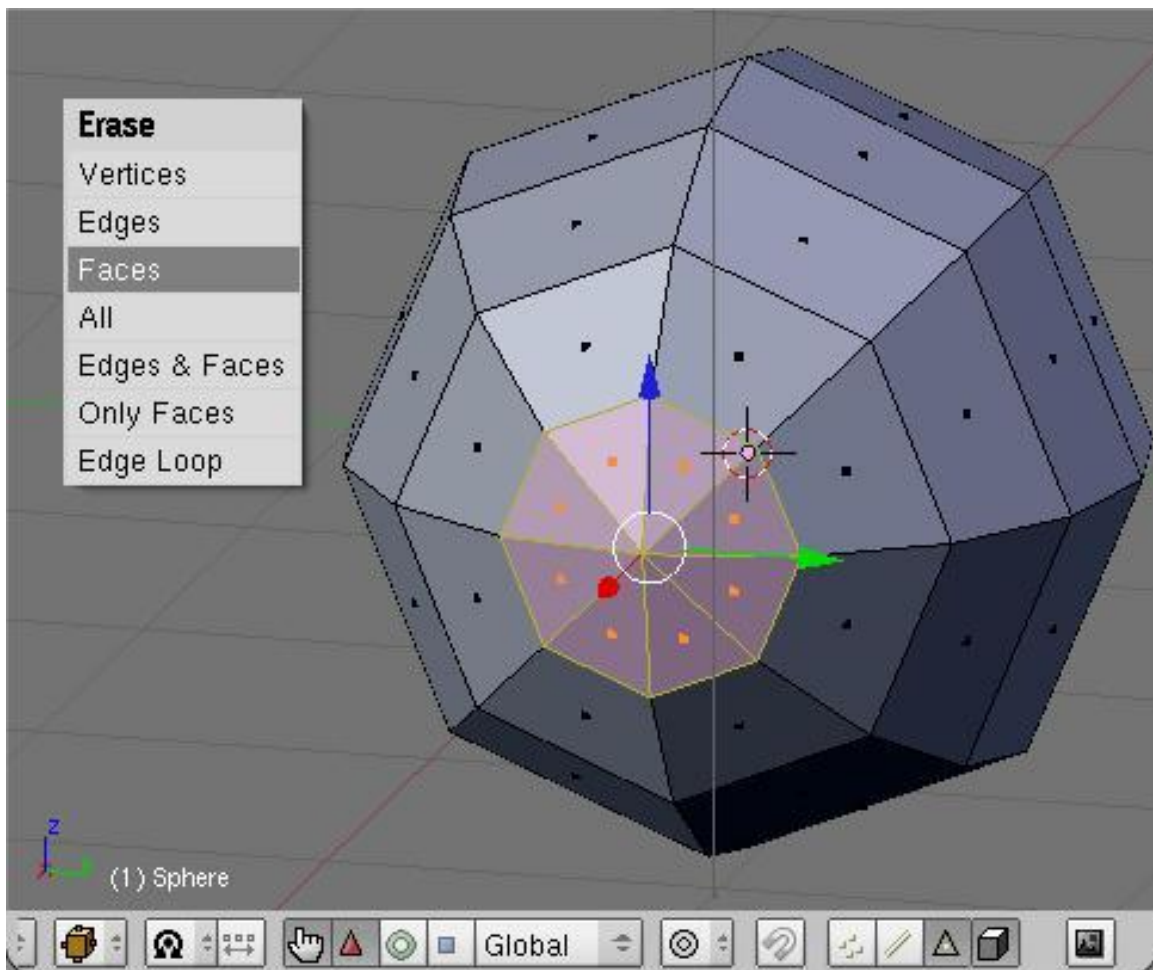 Erase
Vertices
Edges
Faces
All
Edges & Faces
Only Faces
Edge Loop
z
(1) Sphere
Global